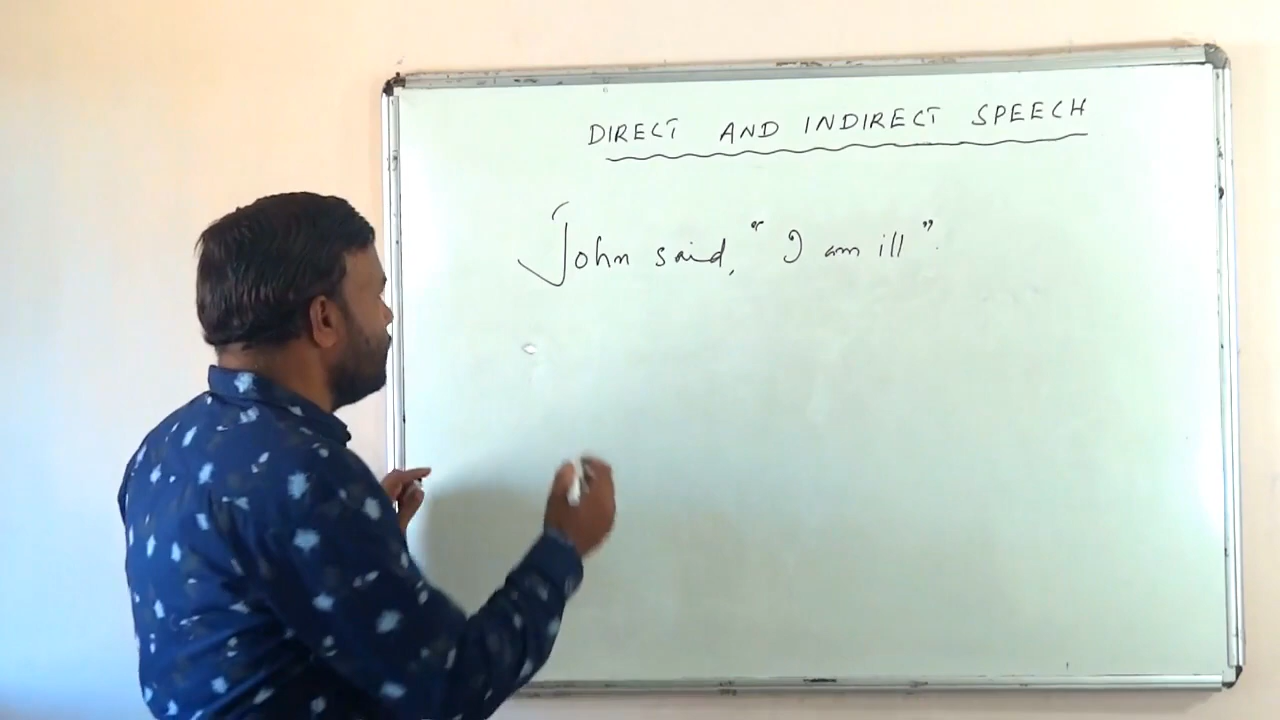 DIRECT AND INDIRECT SPEECH
John said, "I am ill".